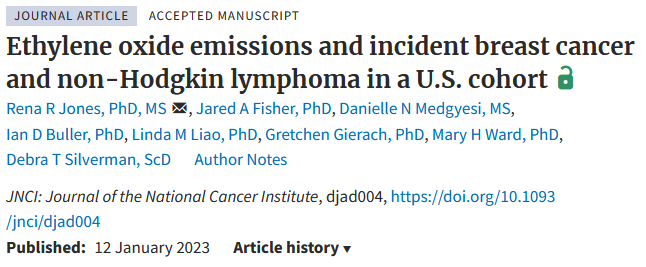 JOURNAL ARTICLE ACCEPTED MANUSCRIPT
Ethylene oxide emissions and incident breast cancer
and non-Hodgkin lymphoma in a U.S. cohort
Rena R Jones, PhD, MS, Jared A Fisher, PhD, Danielle N Medgyesi, MS,
Ian D Buller, PhD, Linda M Liao, PhD, Gretchen Gierach, PhD, Mary H Ward, PhD,
Debra T Silverman, ScD Author Notes
JNCI: Journal of the National Cancer Institute, djad004, https://doi.org/10.1093
/jnci/djad004
Published: 12 January 2023 Article history